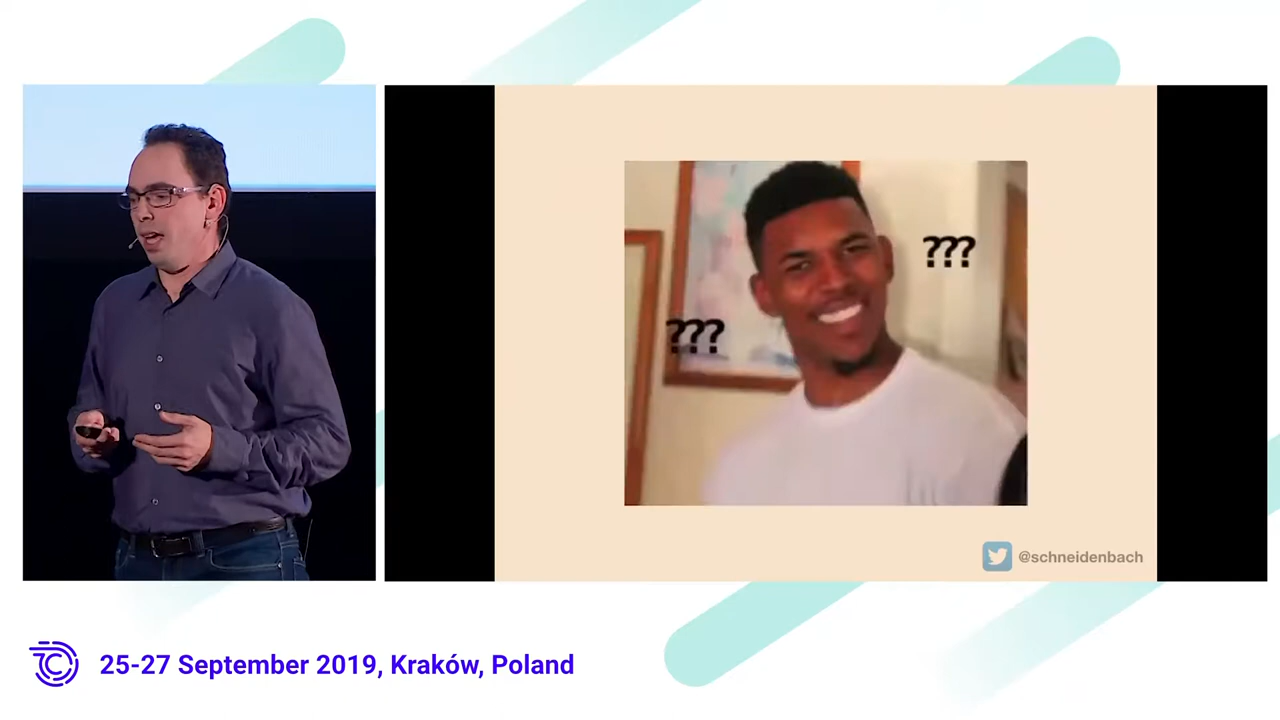 ???
???
@schneidenbach
25-27 September 2019, Kraków, Poland